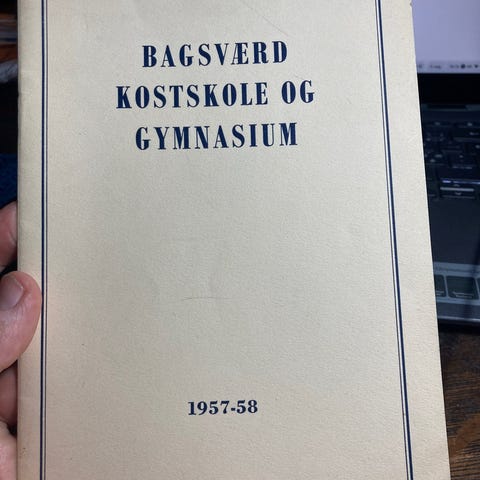 BAGSVÆRD
KOSTSKOLE OG
GYMNASIUM
1957-58